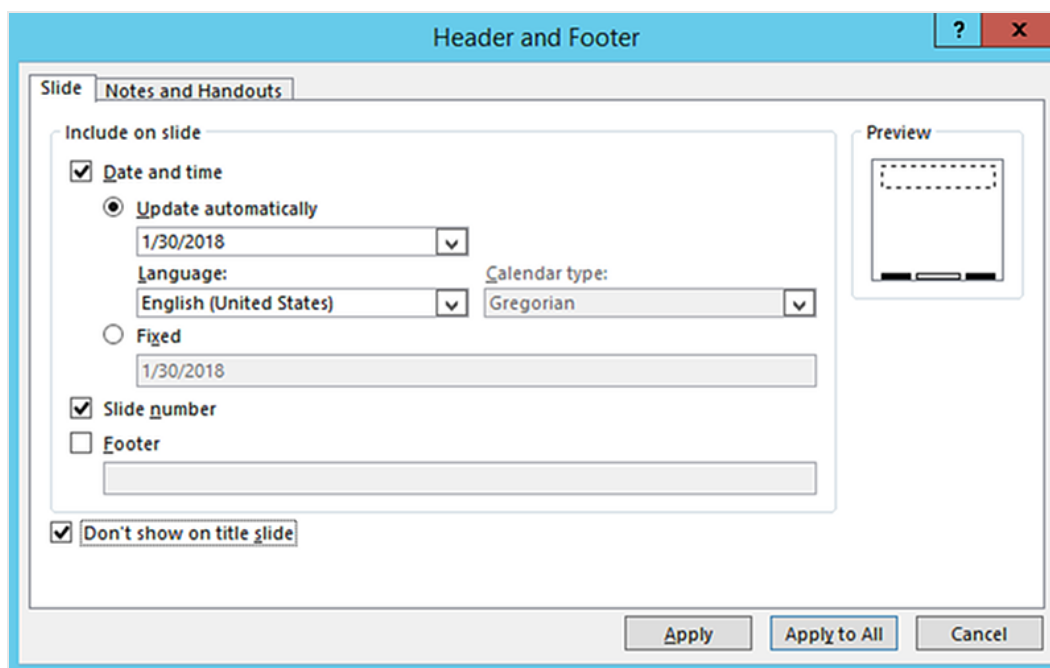 Header and Footer
?
x
Slide
Notes and Handouts
Include on slide
Preview
Date and time
Update automatically
1/30/2018
Language:
Calendar type:
English (United States)
Gregorian
Fixed
1/30/2018
Slide number
Footer
Don't show on title slide
Apply
Apply to All
Cancel